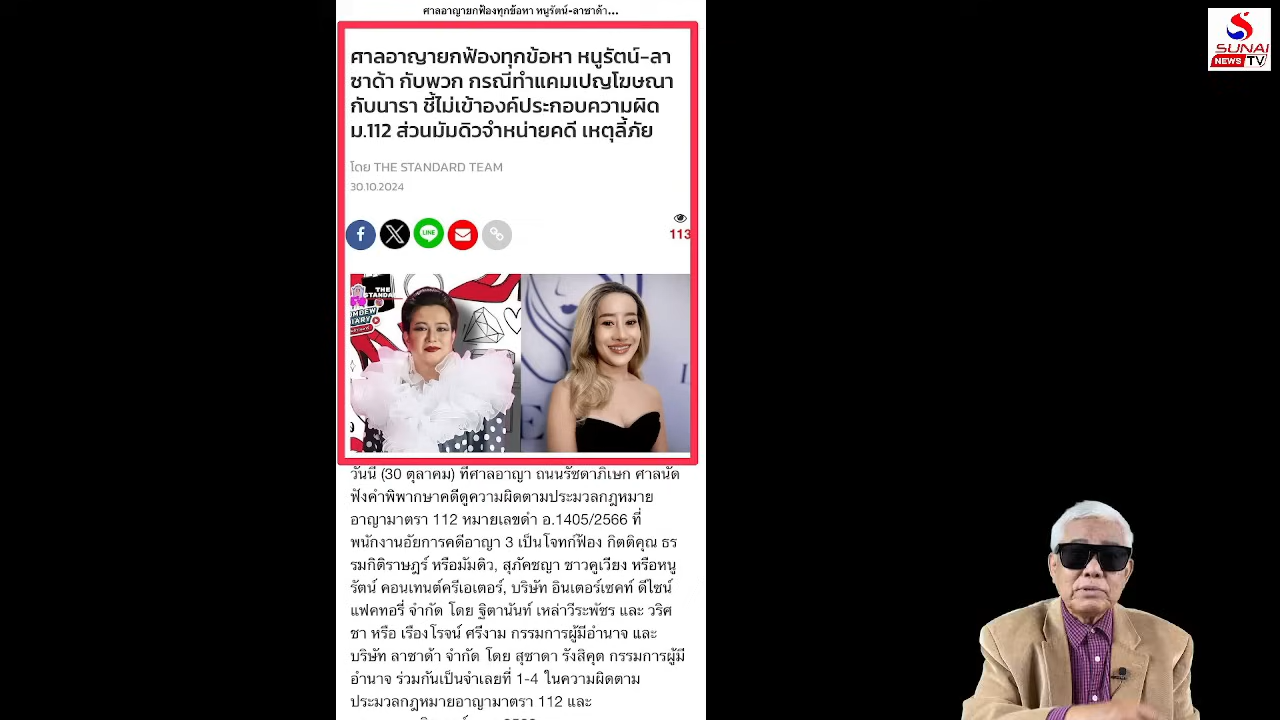 ศาลอาญายกฟ้องทุกข้อหา หนูรัตน์-ลาซาด้า...
ศาลอาญายกฟ้องทุกข้อหา หนูรัตน์-ลา
ซาด้า กับพวก กรณีทำแคมเปญโฆษณา
กับนารา ชี้ไม่เข้าองค์ประกอบความผิด
ม.112 ส่วนมัมดิวจำหน่ายคดี เหตุลี้ภัย
โดย THE STANDARD TEAM
30.10.2024
LINE
113
THE
STANDA
MDEW
IARY
วันนี้ (30 ตุลาคม) ที่ศาลอาญา ถนนรัชดาภิเษก ศาลนัด
ฟังคำพิพากษาคดีดูความผิดตามประมวลกฎหมาย
อาญามาตรา 112 หมายเลขดำ อ.1405/2566 ที่
พนักงานอัยการคดีอาญา 3 เป็นโจทก์ฟ้อง กิตติคุณ ธร
รมกิติราษฎร์ หรือมัมดิว, สุภัคชญา ชาวคูเวียง หรือหนู
รัตน์ คอนเทนต์ครีเอเตอร์, บริษัท อินเตอร์เซคท์ ดีไซน์
แฟคทอรี่ จำกัด โดย ฐิตานันท์ เหล่าวีระพัชร และ วริศ
ชา หรือ เรืองโรจน์ ศรีงาม กรรมการผู้มีอำนาจ และ
บริษัท ลาซาด้า จำกัด โดย สุชาดา รังสิคุต กรรมการผู้มี
อำนาจ ร่วมกันเป็นจำเลยที่ 1-4 ในความผิดตาม
ประมวลกฎหมายอาญามาตรา 112 และ
SUNAI
NEWS TV